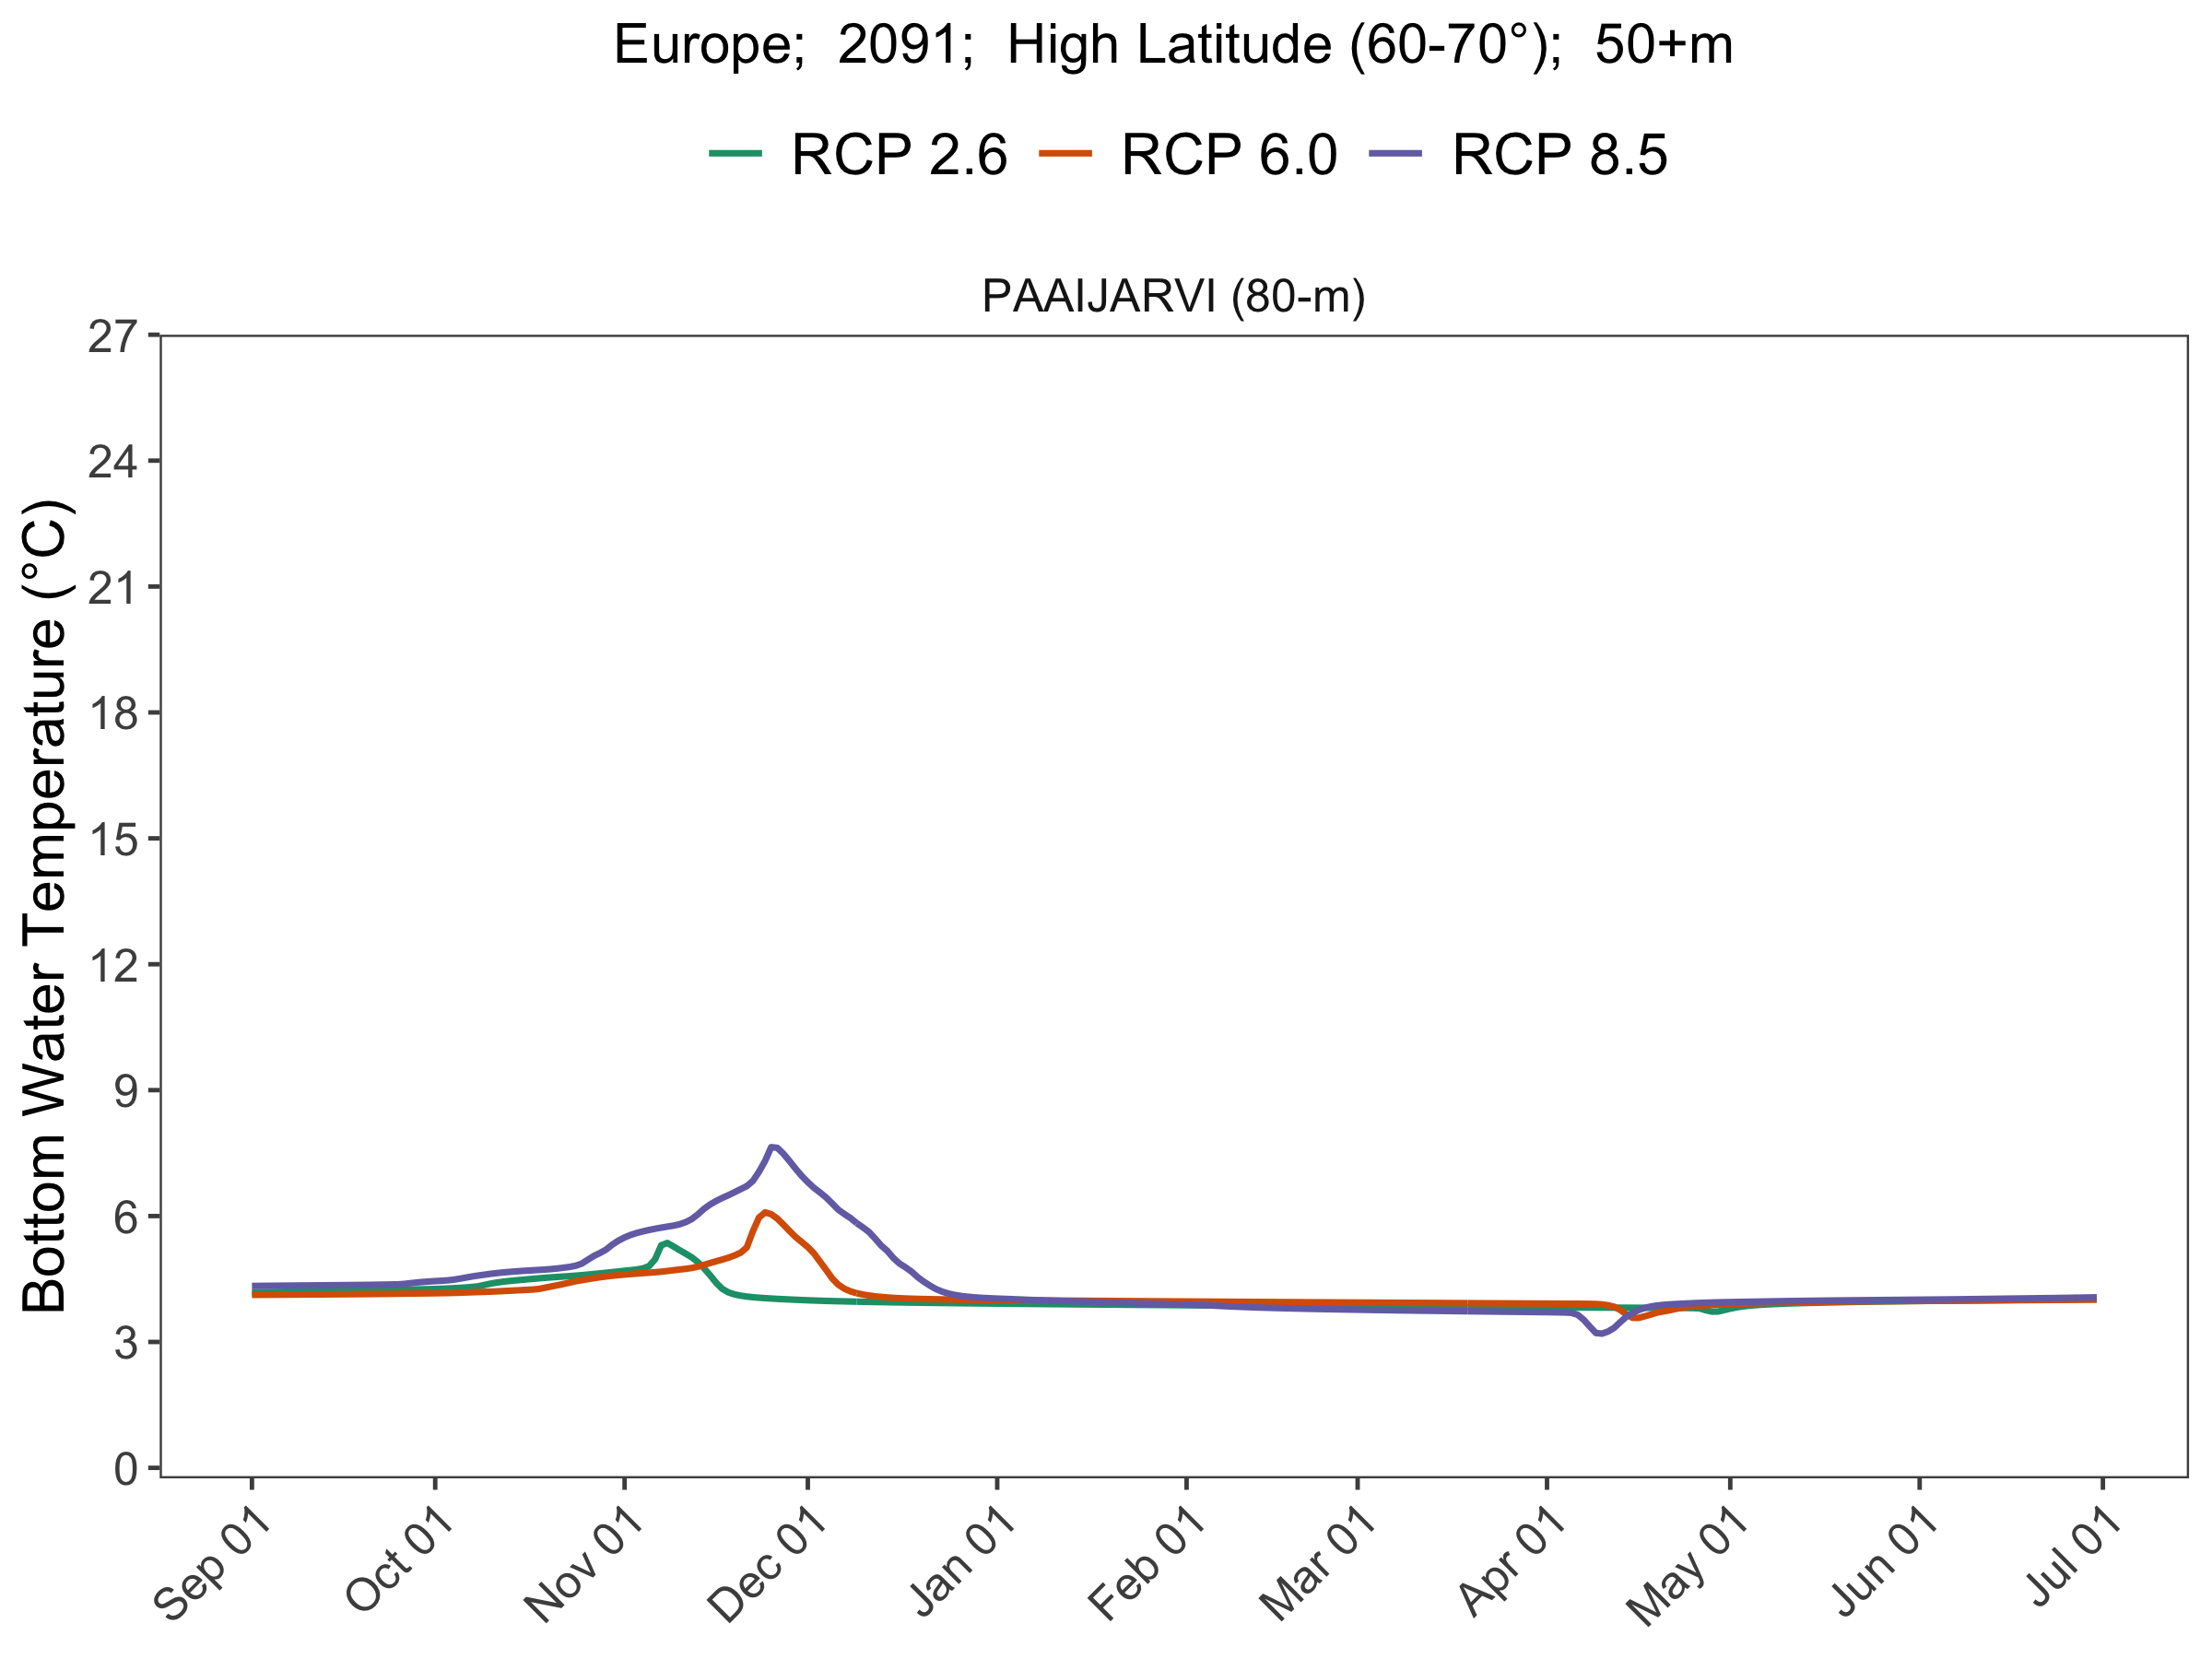 Europe; 2091; High Latitude (60-70°); 50+m
RCP 2.6 RCP 6.0 RCP 8.5
PAAIJARVI (80-m)
Bottom Water Temperature (°C)
27
24
21
18
15
12
9
6
3
0
Sep 01 Oct 01 Nov 01 Dec 01 Jan 01 Feb 01 Mar 01 Apr 01 May 01 Jun 01 Jul 01